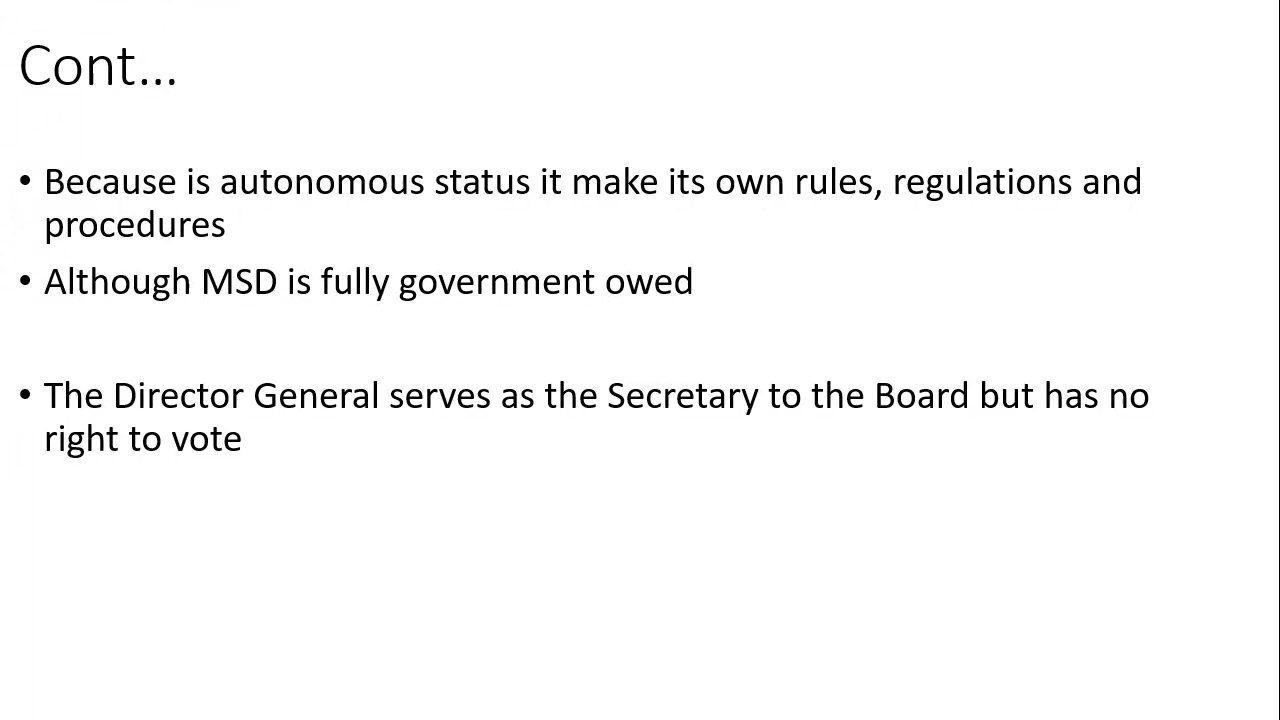 Cont...
• Because is autonomous status it make its own rules, regulations and
procedures
• Although MSD is fully government owed
• The Director General serves as the Secretary to the Board but has no
right to vote